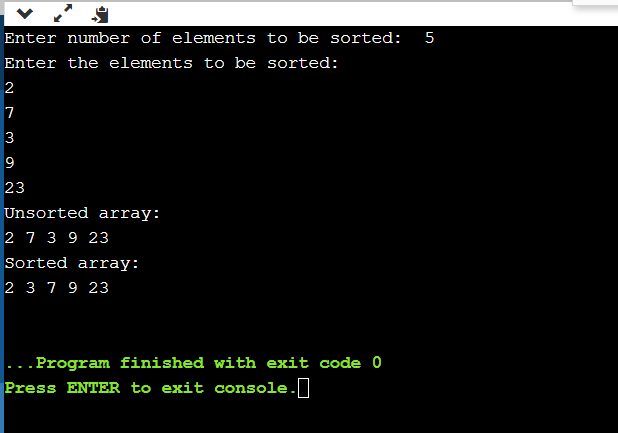 Enter number of elements to be sorted:  5
Enter the elements to be sorted:
2
7
3
9
23
Unsorted array:
2 7 3 9 23
Sorted array:
2 3 7 9 23
...Program finished with exit code 0
Press ENTER to exit console.